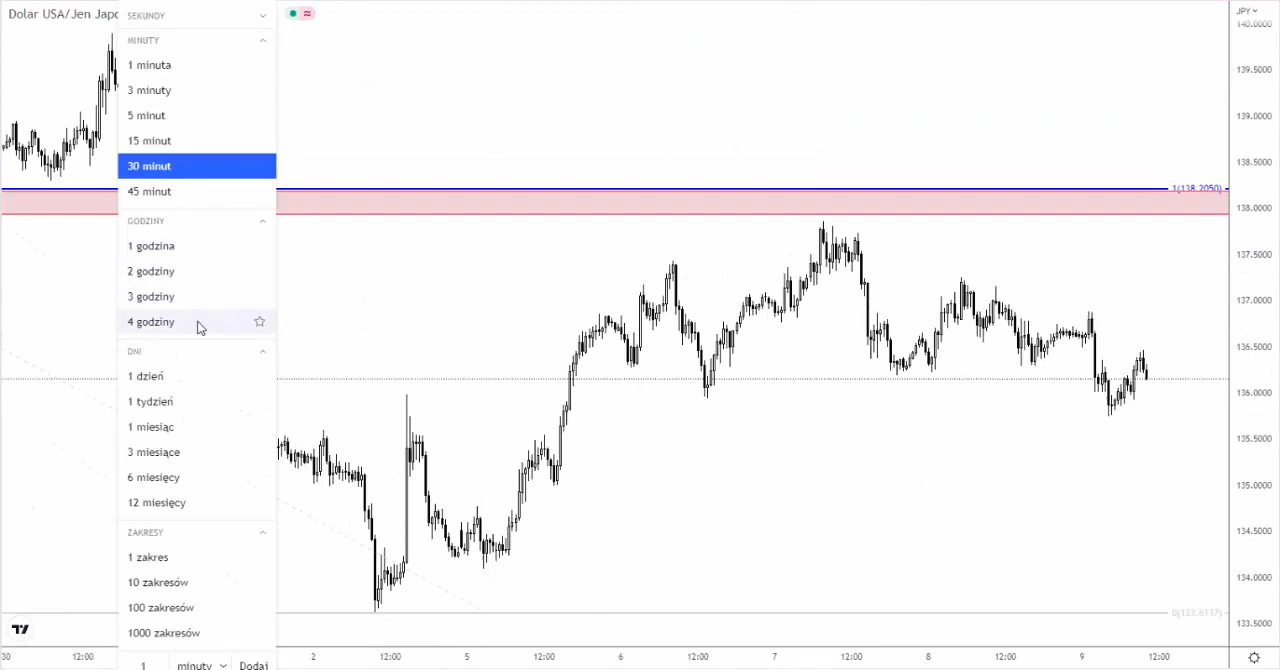 Dolar USA/Jen Japo
SEKUNDY
MINUTY
1 minuta
3 minuty
5 minut
15 minut
30 minut
45 minut
GODZINY
1 godzina
2 godziny
3 godziny
4 godziny
DNI
1 dzień
1 tydzień
1 miesiąc
3 miesiące
6 miesięcy
12 miesięcy
ZAKRESY
1 zakres
10 zakresów
100 zakresów
1000 zakresów
1 minuty Dodaj
JPY
140.0000
139.5000
139.0000
138.5000
1(138.2050)
138.0000
137.5000
137.0000
136.5000
136.0000
135.5000
135.0000
134.5000
134.0000
0(133.6137)
133.5000
30 12:00 2 12:00 5 12:00 6 12:00 7 12:00 8 12:00 9 12:00